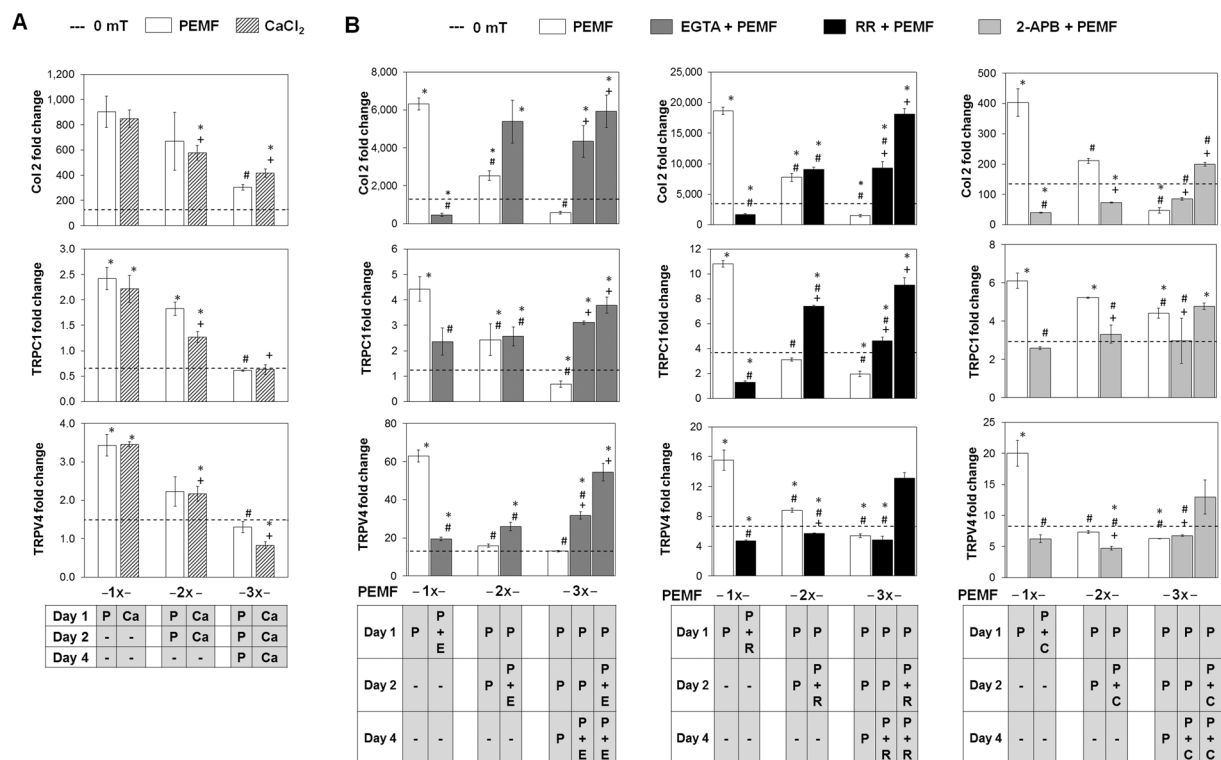 A
--- 0 mT PEMF CaCl2
B
--- 0 mT PEMF EGTA + PEMF RR + PEMF 2-APB + PEMF
Col 2 fold change
1,200
1,000
800
600
400
200
0
* + # * +
TRPC1 fold change
3.0
2.5
2.0
1.5
1.0
0.5
0.0
* * * * + # +
TRPV4 fold change
4.0
3.0
2.0
1.0
0.0
* * * + # * +
–1x– –2x– –3x–
Day 1 P Ca P Ca P Ca
Day 2 - - P Ca P Ca
Day 4 - - - - P Ca
Col 2 fold change
8,000
6,000
4,000
2,000
0
* * # * # * # * + * +
TRPC1 fold change
6
5
4
3
2
1
0
* # * # * # * # * + * +
TRPV4 fold change
60
40
20
0
* * # # * # # * # + * +
PEMF –1x– –2x– –3x–
Day 1 P P + E P P P P P
Day 2 - - P P + E P P P + E
Day 4 - - - - P P + E P + E
Col 2 fold change
25,000
20,000
15,000
10,000
5,000
0
* * # * # * # * # * # + * +
TRPC1 fold change
12
10
8
6
4
2
0
* * # # * # + * # * # + * +
TRPV4 fold change
16
12
8
4
0
* # * # * # + * # * #
PEMF –1x– –2x– –3x–
Day 1 P P + R P P P P P
Day 2 - - P P + R P P P + R
Day 4 - - - - P P + R P + R
Col 2 fold change
500
400
300
200
100
0
* * # # * + * # # + # +
TRPC1 fold change
8
6
4
2
0
* # * # + * # * # + *
TRPV4 fold change
25
20
15
10
5
0
* # # * # + * # # +
PEMF –1x– –2x– –3x–
Day 1 P P + C P P P P P
Day 2 - - P P + C P P P + C
Day 4 - - - - P P + C P + C